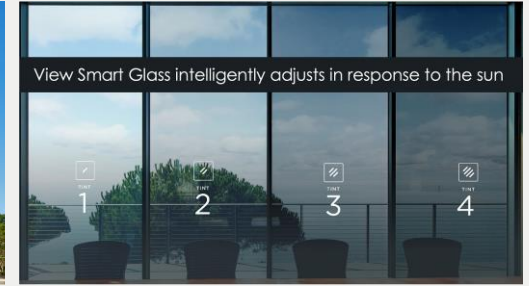 View Smart Glass intelligently adjusts in response to the sun
TINT TINT TINT TINT
1 2 3 4